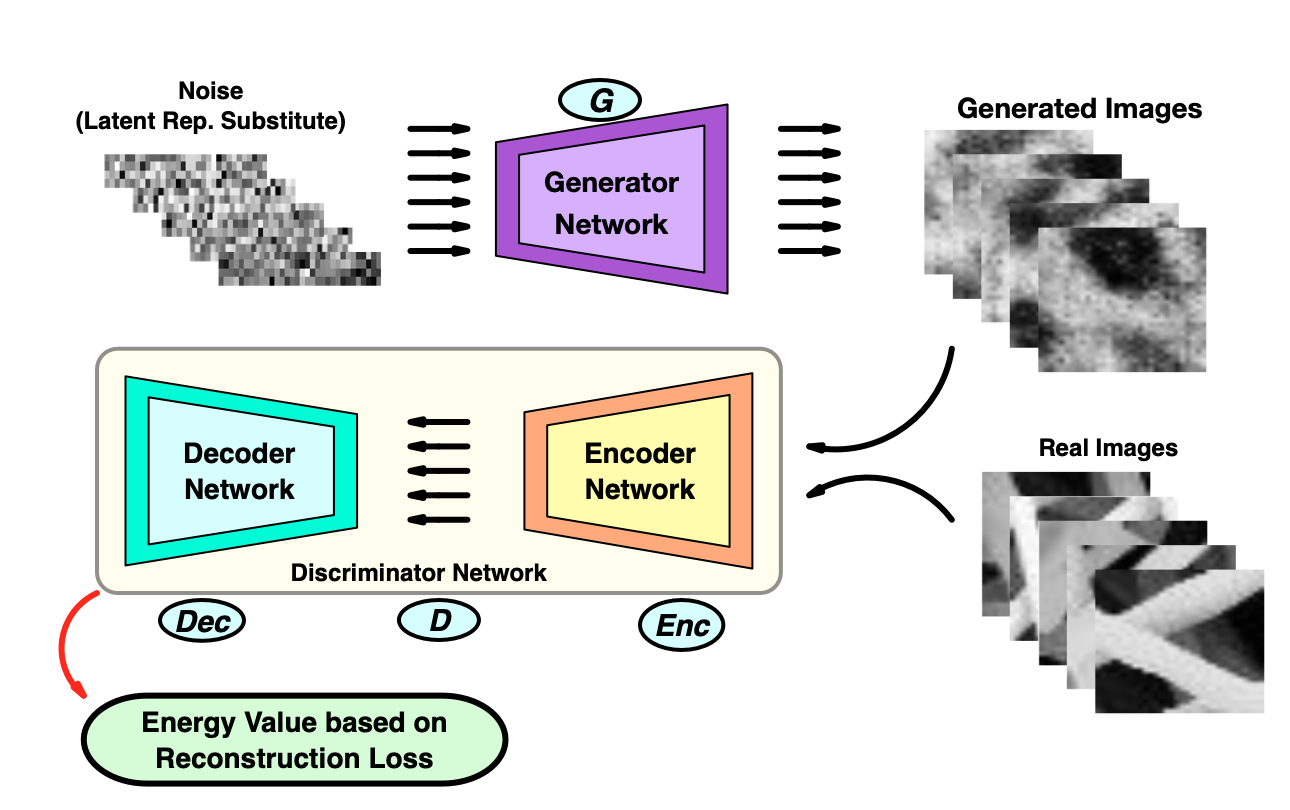 Noise
(Latent Rep. Substitute)
G
Generator
Network
Generated Images
Decoder
Network
Encoder
Network
Discriminator Network
Real Images
Dec
D
Enc
Energy Value based on
Reconstruction Loss